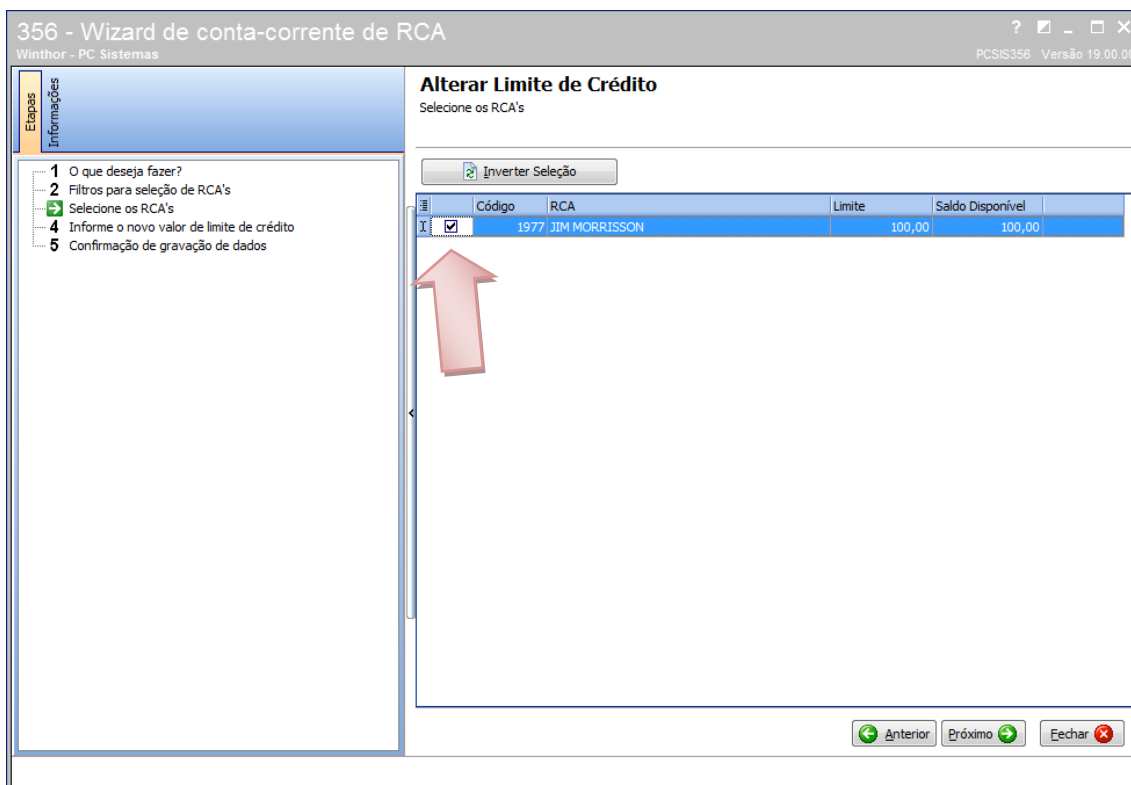 356 - Wizard de conta-corrente de RCA
Winthor - PC Sistemas
PCSIS356 Versão 19.00.00
Etapas
Informações
1 O que deseja fazer?
2 Filtros para seleção de RCA's
Selecione os RCA's
4 Informe o novo valor de limite de crédito
5 Confirmação de gravação de dados
Alterar Limite de Crédito
Selecione os RCA's
Inverter Seleção
Código RCA Limite Saldo Disponível
1977 JIM MORRISSON 100,00 100,00
Anterior Próximo Fechar